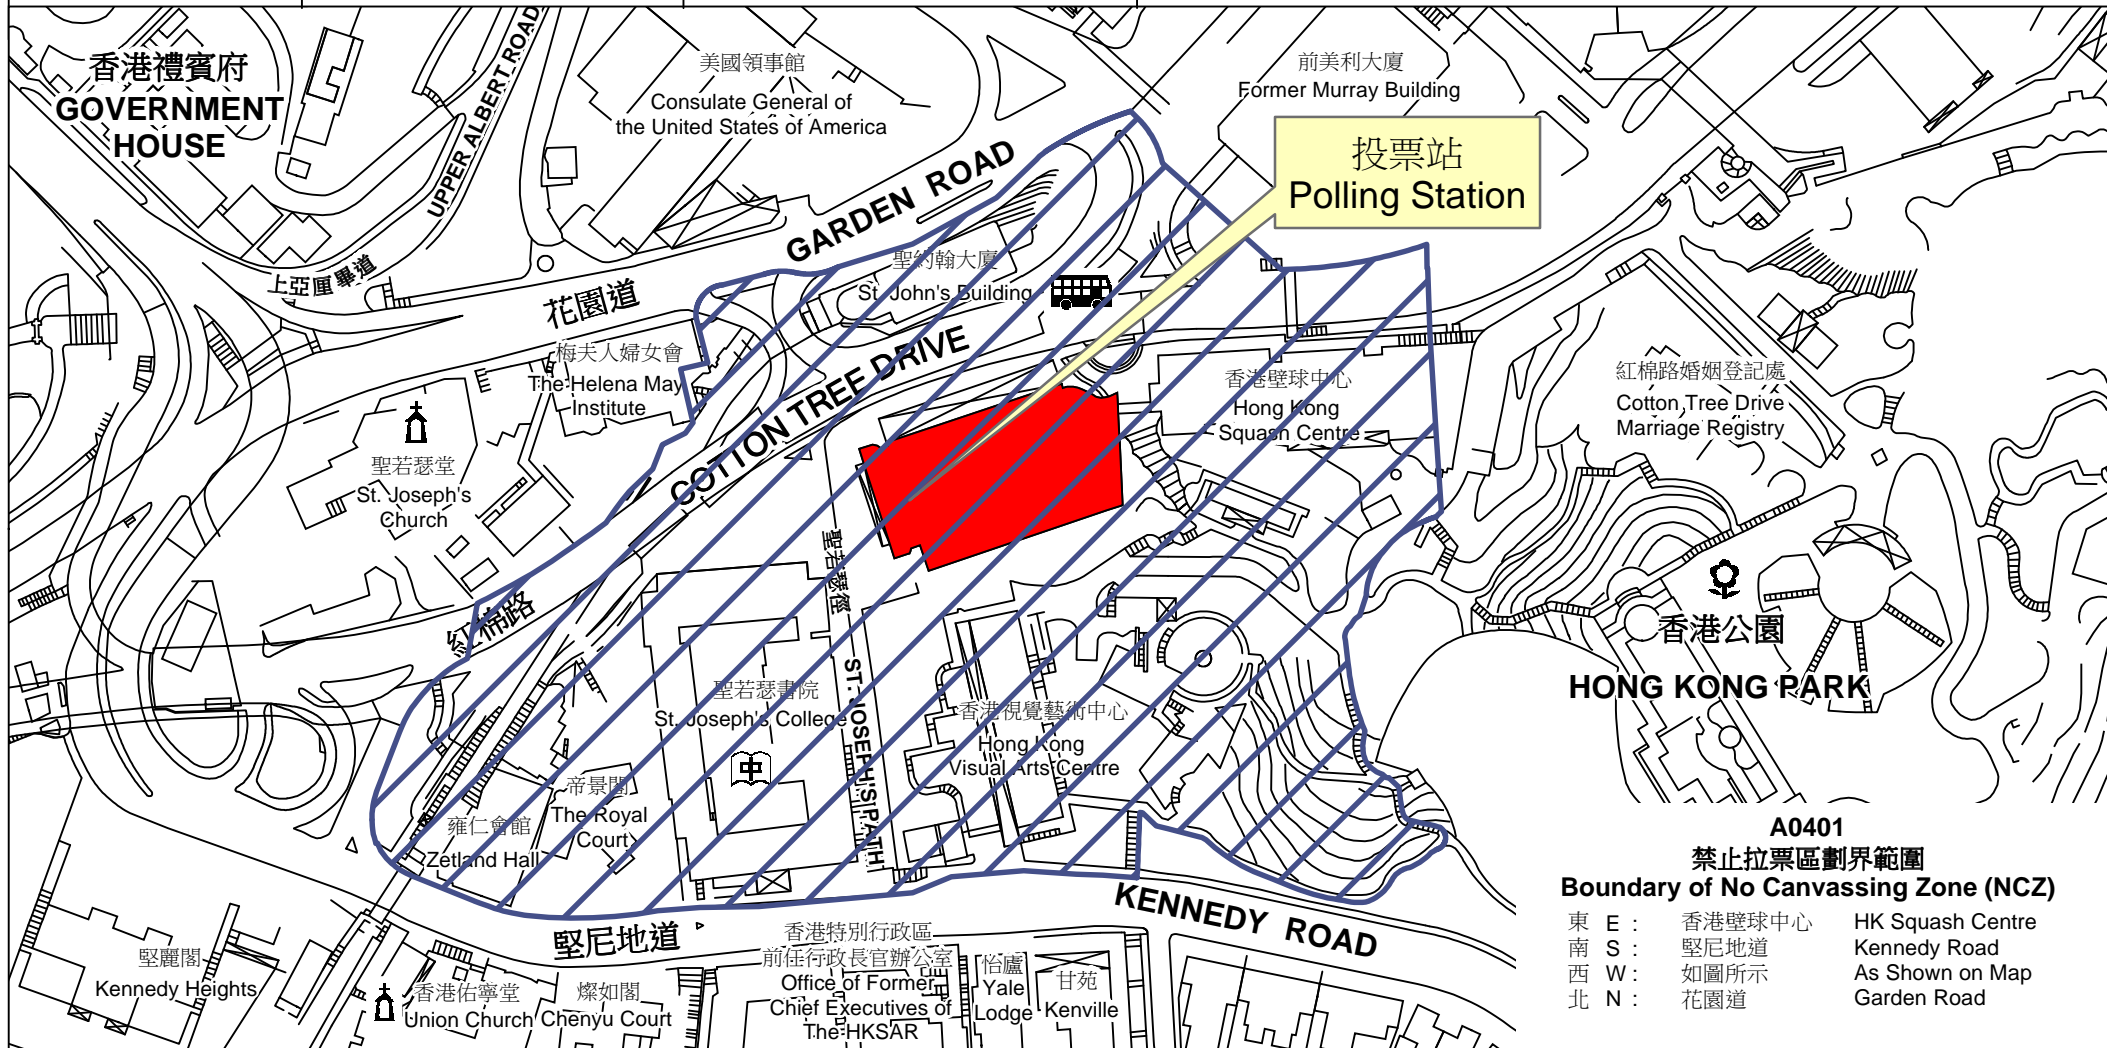 香港禮賓府
GOVERNMENT
HOUSE
UPPER ALBERT ROAD
上亞厘畢道
美國領事館
Consulate General of
the United States of America
前美利大廈
Former Murray Building
投票站
Polling Station
GARDEN ROAD
花園道
聖約翰大廈
St. John's Building
COTTON TREE DRIVE
紅棉路
梅夫人婦女會
The Helena May
Institute
聖若瑟堂
St. Joseph's
Church
香港壁球中心
Hong Kong
Squash Centre
紅棉路婚姻登記處
Cotton Tree Drive
Marriage Registry
聖若瑟徑
ST. JOSEPH'S PATH
聖若瑟書院
St. Joseph's College
中
香港視覺藝術中心
Hong Kong
Visual Arts Centre
香港公園
HONG KONG PARK
帝景閣
The Royal
Court
雍仁會館
Zetland Hall
堅尼地道
KENNEDY ROAD
堅麗閣
Kennedy Heights
香港佑寧堂
Union Church
燦如閣
Chenyu Court
香港特別行政區
前任行政長官辦公室
Office of Former
Chief Executives of
The HKSAR
怡廬
Yale
Lodge
甘苑
Kenville
A0401
禁止拉票區劃界範圍
Boundary of No Canvassing Zone (NCZ)
東 E : 香港壁球中心 HK Squash Centre
南 S : 堅尼地道 Kennedy Road
西 W : 如圖所示 As Shown on Map
北 N : 花園道 Garden Road